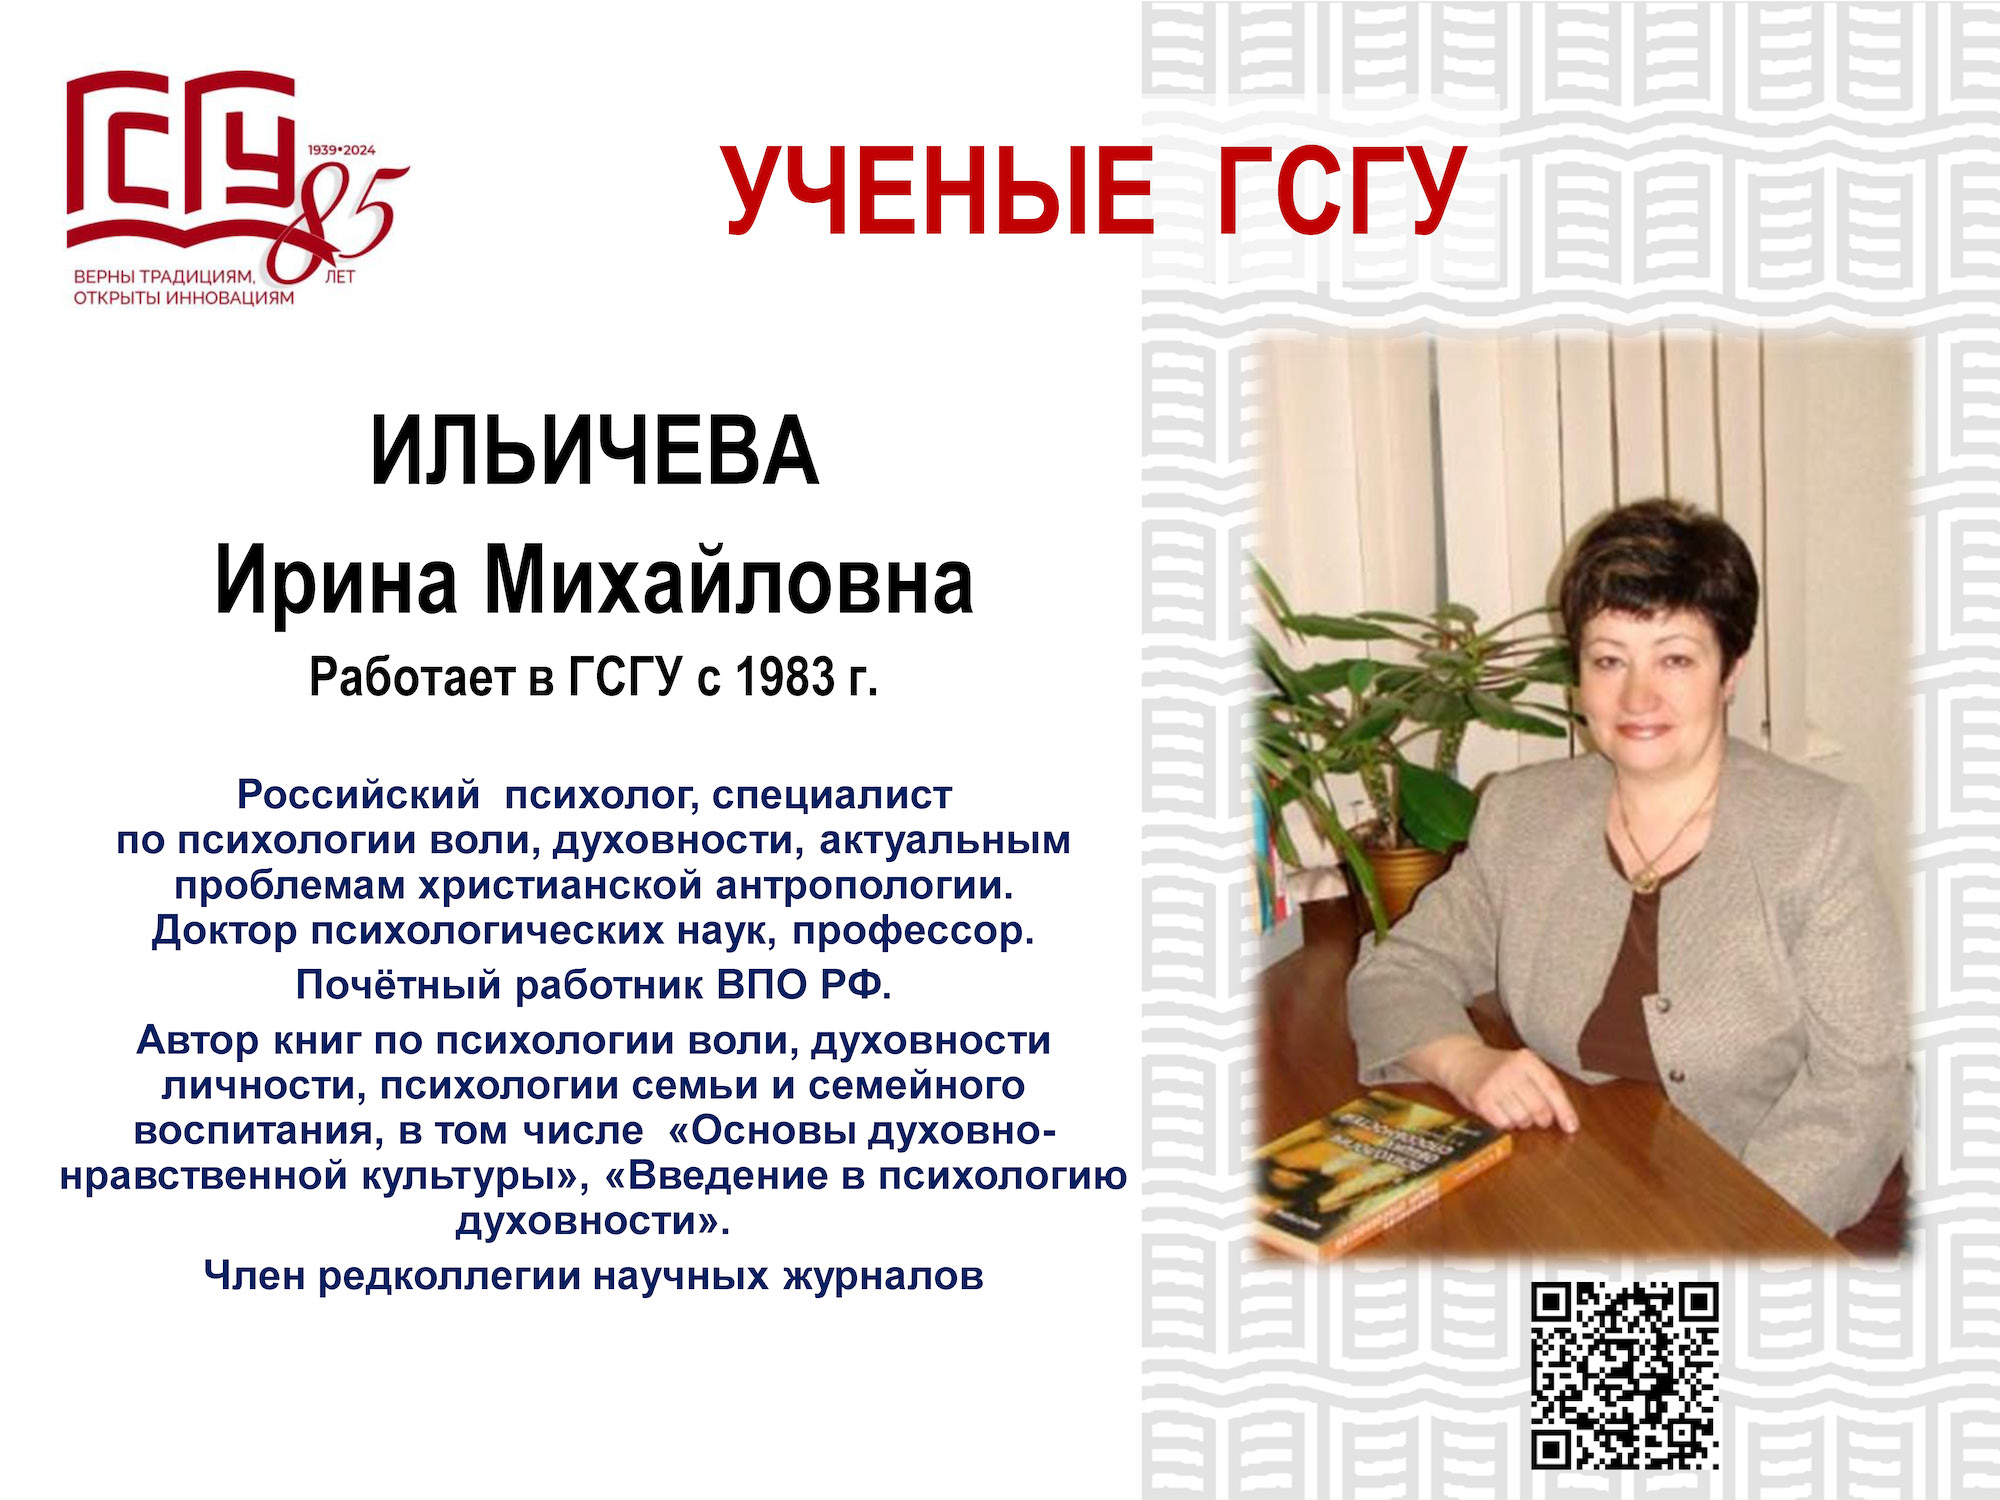 ГСГУ
1939•2024
85
ВЕРНЫ ТРАДИЦИЯМ, ЛЕТ
ОТКРЫТЫ ИННОВАЦИЯМ
УЧЕНЫЕ ГСГУ
ИЛЬИЧЕВА
Ирина Михайловна
Работает в ГСГУ с 1983 г.
Российский психолог, специалист
по психологии воли, духовности, актуальным
проблемам христианской антропологии.
Доктор психологических наук, профессор.
Почётный работник ВПО РФ.
Автор книг по психологии воли, духовности
личности, психологии семьи и семейного
воспитания, в том числе «Основы духовно-
нравственной культуры», «Введение в психологию
духовности».
Член редколлегии научных журналов